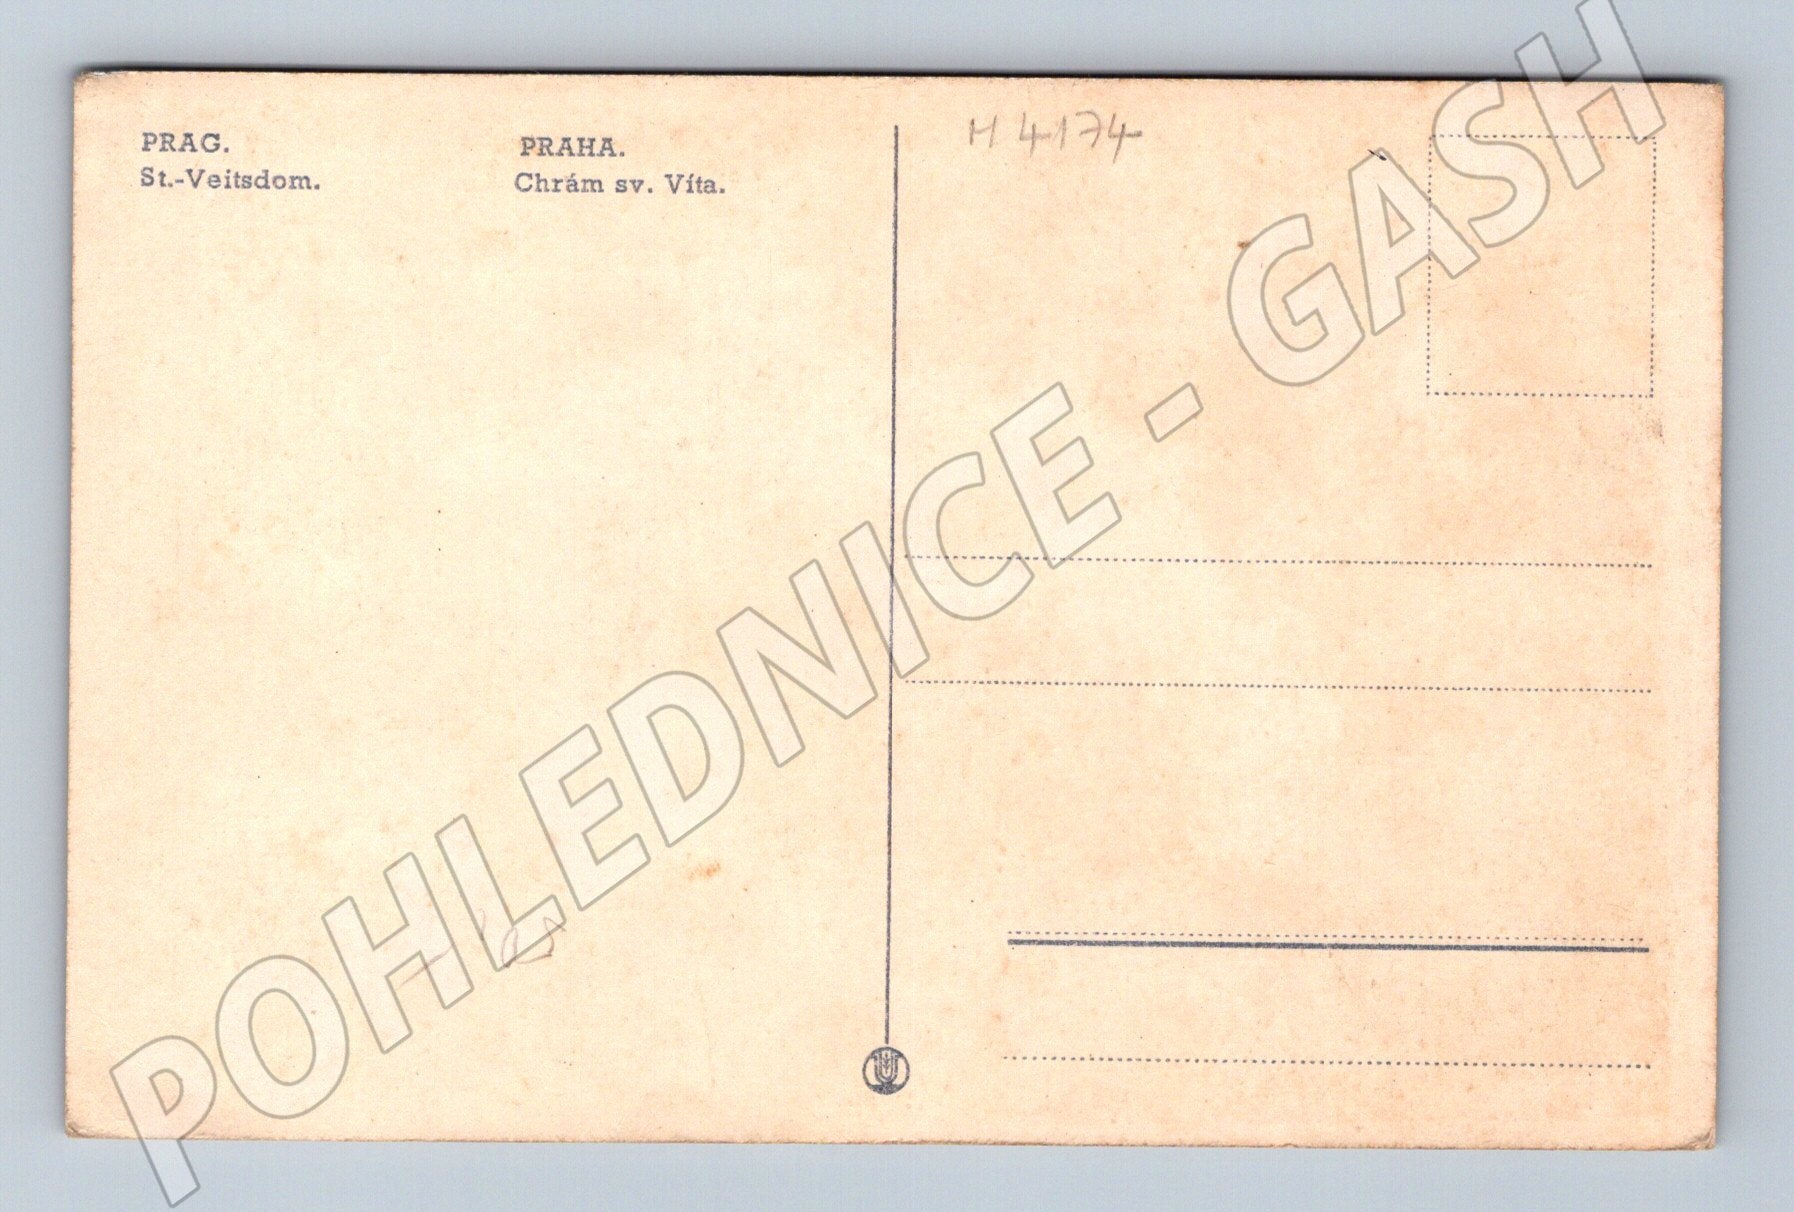 PRAG.
St.-Veitsdom.
PRAHA.
Chrám sv. Víta.
H 4174
POHLEDNICE - GASH